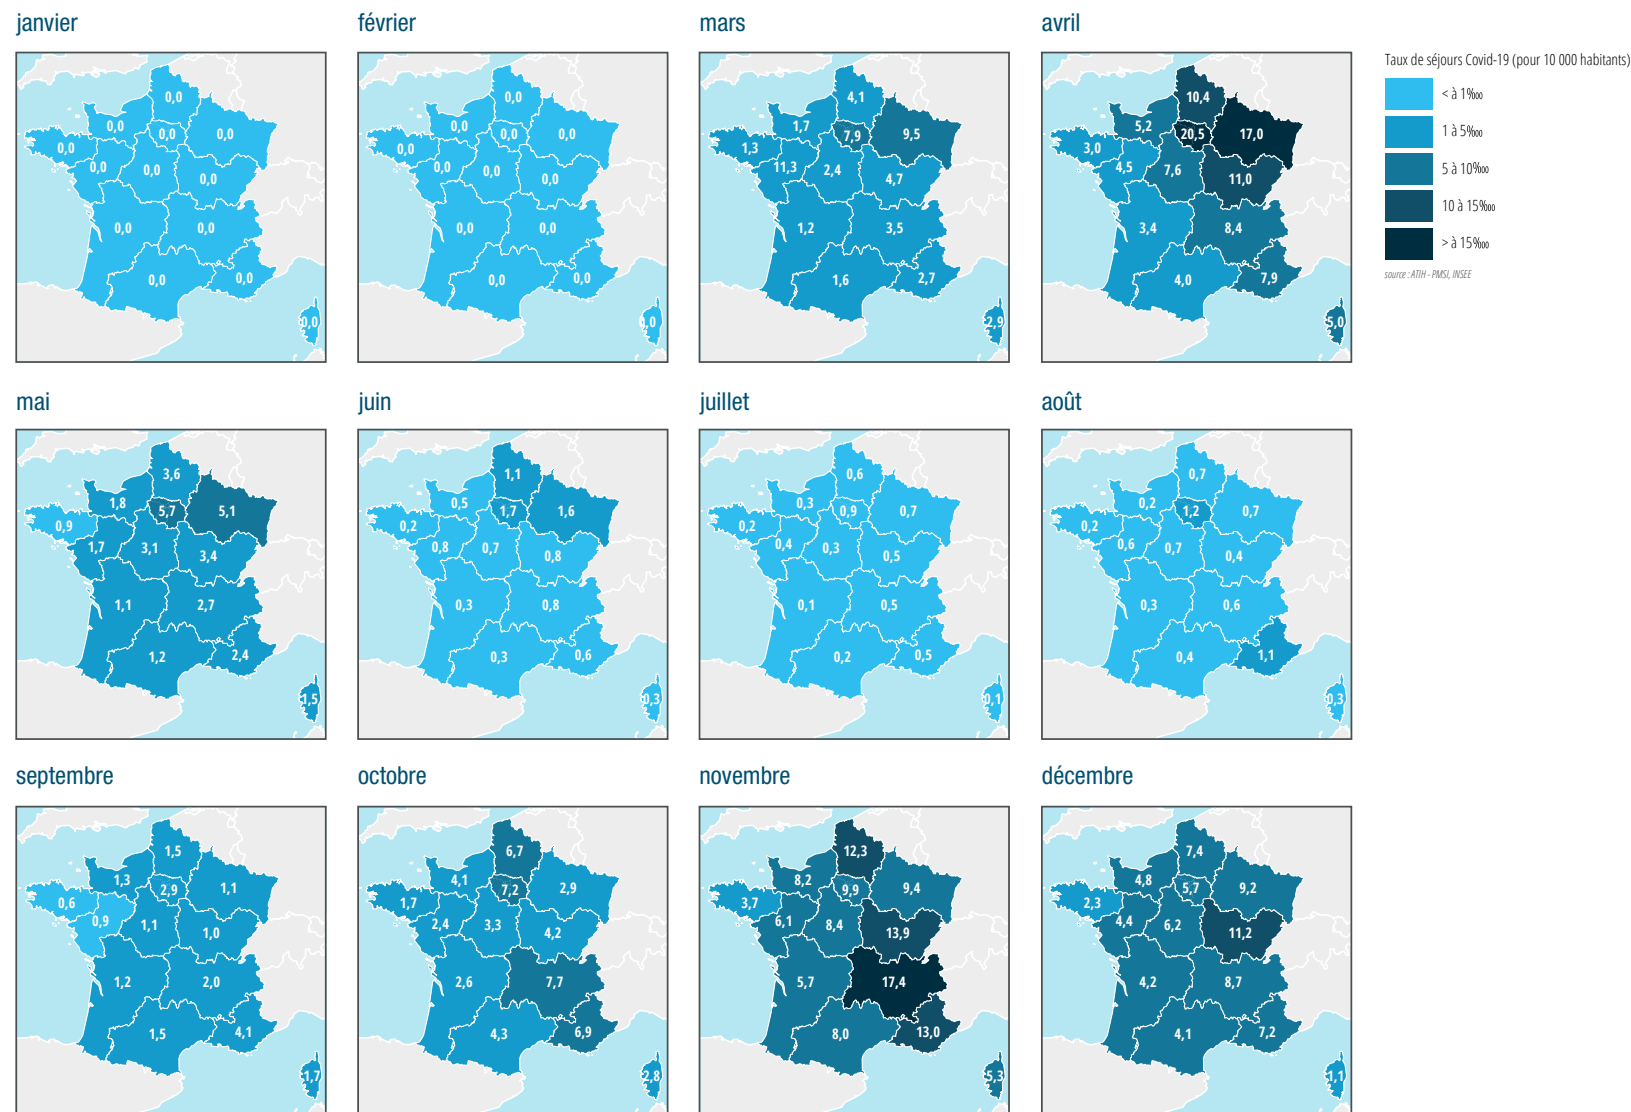 janvier
février
mars
avril
Taux de séjours Covid-19 (pour 10 000 habitants)
< à 1‱
1 à 5‱
5 à 10‱
10 à 15‱
> à 15‱
source : ATIH - PMSI, INSEE
0,0
0,0 0,0 0,0
0,0
0,0 0,0 0,0
0,0 0,0
0,0 0,0
0,0
0,0
0,0 0,0 0,0
0,0
0,0 0,0 0,0
0,0 0,0
0,0 0,0
0,0
4,1
1,7 7,9 9,5
1,3
11,3 2,4 4,7
1,2 3,5
1,6 2,7
2,9
10,4
5,2 20,5 17,0
3,0
4,5 7,6 11,0
3,4 8,4
4,0 7,9
5,0
mai
juin
juillet
août
3,6
1,8 5,7 5,1
0,9
1,7 3,1 3,4
1,1 2,7
1,2 2,4
1,5
1,1
0,5 1,7 1,6
0,2
0,8 0,7 0,8
0,3 0,8
0,3 0,6
0,3
0,6
0,3 0,9 0,7
0,2
0,4 0,3 0,5
0,1 0,5
0,2 0,5
0,1
0,7
0,2 1,2 0,7
0,2
0,6 0,7 0,4
0,3 0,6
0,4 1,1
0,3
septembre
octobre
novembre
décembre
1,5
1,3 2,9 1,1
0,6
0,9 1,1 1,0
1,2 2,0
1,5 4,1
1,7
6,7
4,1 7,2 2,9
1,7
2,4 3,3 4,2
2,6 7,7
4,3 6,9
2,8
12,3
8,2 9,9 9,4
3,7
6,1 8,4 13,9
5,7 17,4
8,0 13,0
5,3
7,4
4,8 5,7 9,2
2,3
4,4 6,2 11,2
4,2 8,7
4,1 7,2
1,1